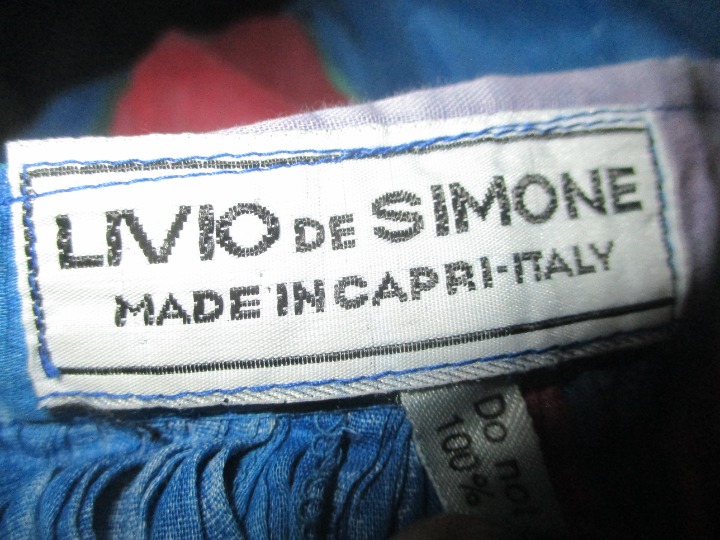 LIVIO DE SIMONE
MADE IN CAPRI-ITALY
Do not
100%